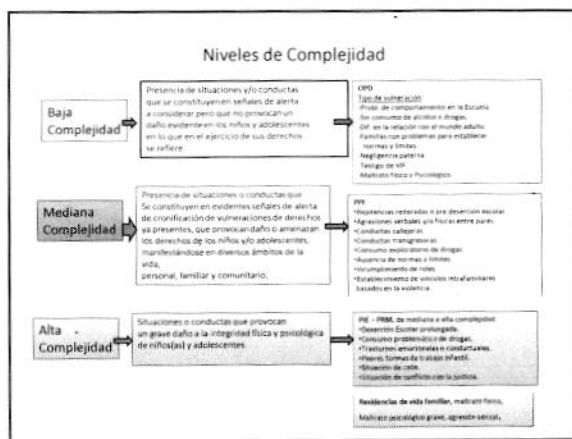 Niveles de Complejidad
Baja
Complejidad
Presencia de situaciones y/o conductas
que se constituyen en señales de alerta
a considerar pero que no provocan un
daño evidente en los niños y adolescentes
en lo que en el ejercicio de sus derechos
se refiere
OPD
Tipo de vulneración:
-Probl. de comportamiento en la Escuela
Sin consumo de alcohol o drogas.
-Dif. en la relación con el mundo adulto
Familias con problemas para establecer
normas y límites.
Negligencia paterna
Testigo de VIF
Maltrato físico y Psicológico
Mediana
Complejidad
Presencia de situaciones o conductas que
Se constituyen en evidentes señales de alerta
de cronificación de vulneraciones de derechos
ya presentes, que provocan daño o amenazan
los derechos de los niños y/o adolescentes,
manifestándose en diversos ámbitos de la
vida,
personal, familiar y comunitario.
PPF
•Repitencias reiteradas o pre deserción escolar
•Agresiones verbales y/o físicas entre pares
•Conductas callejeras
•Conductas transgresoras
•Consumo exploratorio de drogas.
•Ausencia de normas y límites
•Incumplimiento de roles
•Establecimiento de vínculos intrafamiliares
basados en la violencia
Alta -
Complejidad
Situaciones o conductas que provocan
un grave daño a la integridad física y psicológica
de niños(as) y adolescentes
PIE – PRM, de mediana a alta complejidad
•Deserción Escolar prolongada.
•Consumo problemático de drogas.
•Trastornos emocionales o conductuales.
•Peores formas de trabajo infantil.
•Situación de calle.
•Situación de conflicto con la justicia.
Residencias de vida familiar, maltrato físico,
Maltrato psicológico grave, agresión sexual,